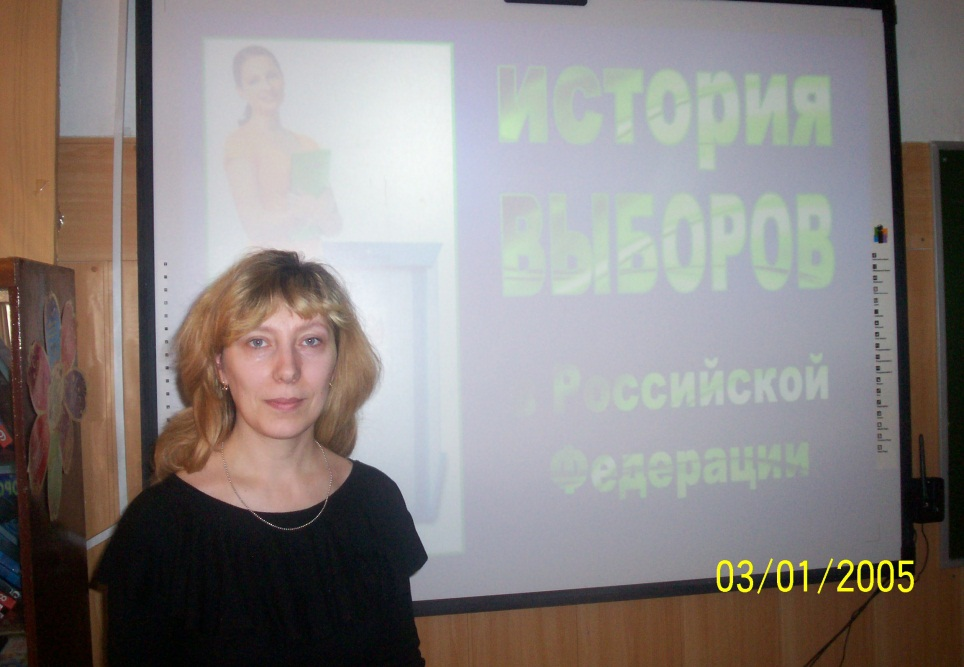 история
ВЫБОРОВ
Российской
Федерации
03/01/2005